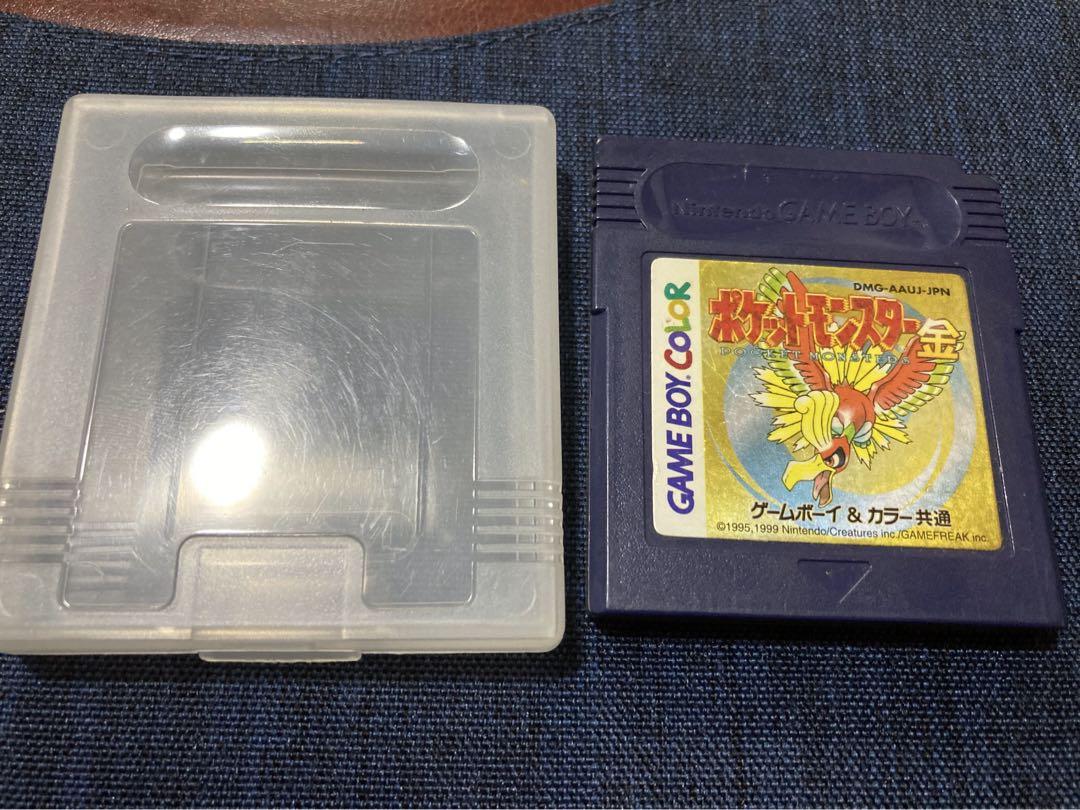 Nintendo GAME BOY™
GAME BOY COLOR
DMG-AAUJ-JPN
ポケットモンスター金
POCKET MONSTERS
ゲームボーイ & カラー共通
©1995,1999 Nintendo/Creatures inc./GAMEFREAK inc.